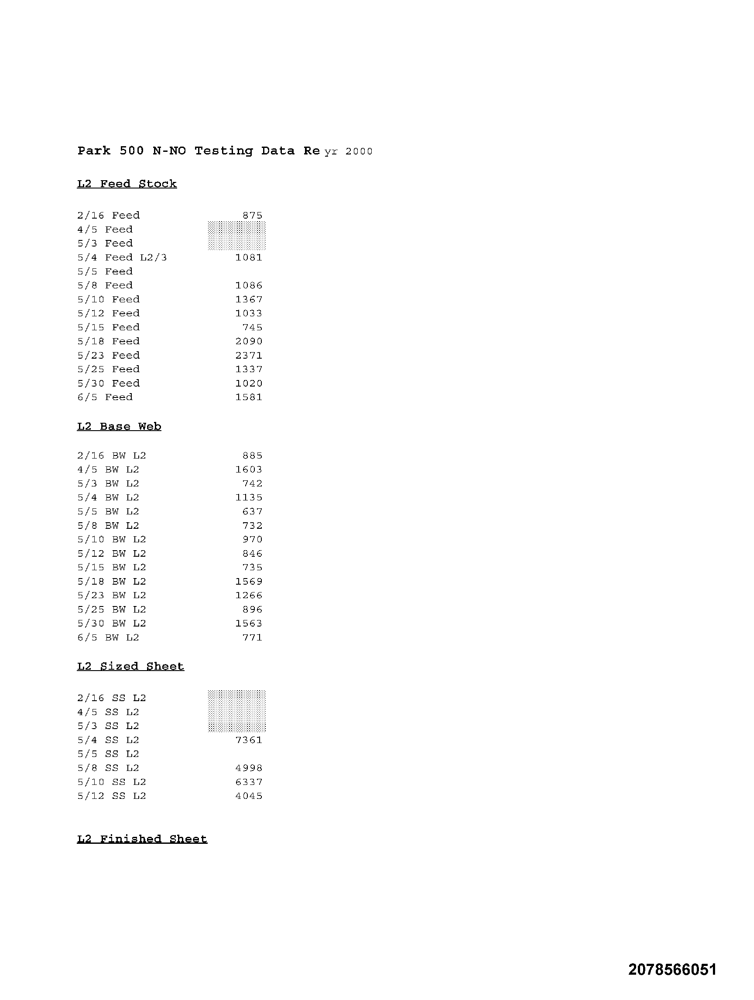 Park 500 N-NO Testing Data Re yr 2000
L2 Feed Stock
2/16 Feed 875
4/5 Feed
5/3 Feed
5/4 Feed L2/3 1081
5/5 Feed
5/8 Feed 1086
5/10 Feed 1367
5/12 Feed 1033
5/15 Feed 745
5/18 Feed 2090
5/23 Feed 2371
5/25 Feed 1337
5/30 Feed 1020
6/5 Feed 1581
L2 Base Web
2/16 BW L2 885
4/5 BW L2 1603
5/3 BW L2 742
5/4 BW L2 1135
5/5 BW L2 637
5/8 BW L2 732
5/10 BW L2 970
5/12 BW L2 846
5/15 BW L2 735
5/18 BW L2 1569
5/23 BW L2 1266
5/25 BW L2 896
5/30 BW L2 1563
6/5 BW L2 771
L2 Sized Sheet
2/16 SS L2
4/5 SS L2
5/3 SS L2
5/4 SS L2 7361
5/5 SS L2
5/8 SS L2 4998
5/10 SS L2 6337
5/12 SS L2 4045
L2 Finished Sheet
2078566051